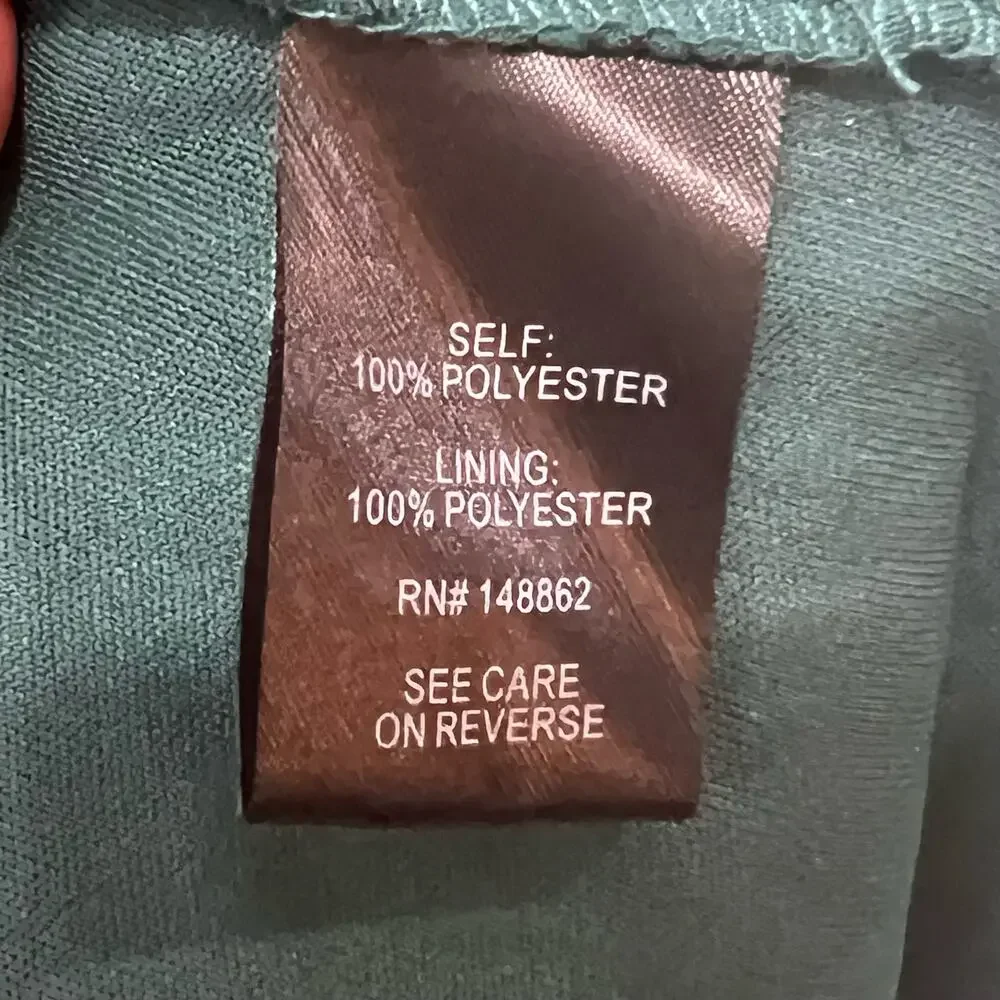 SELF:
100% POLYESTER
LINING:
100% POLYESTER
RN# 148862
SEE CARE
ON REVERSE